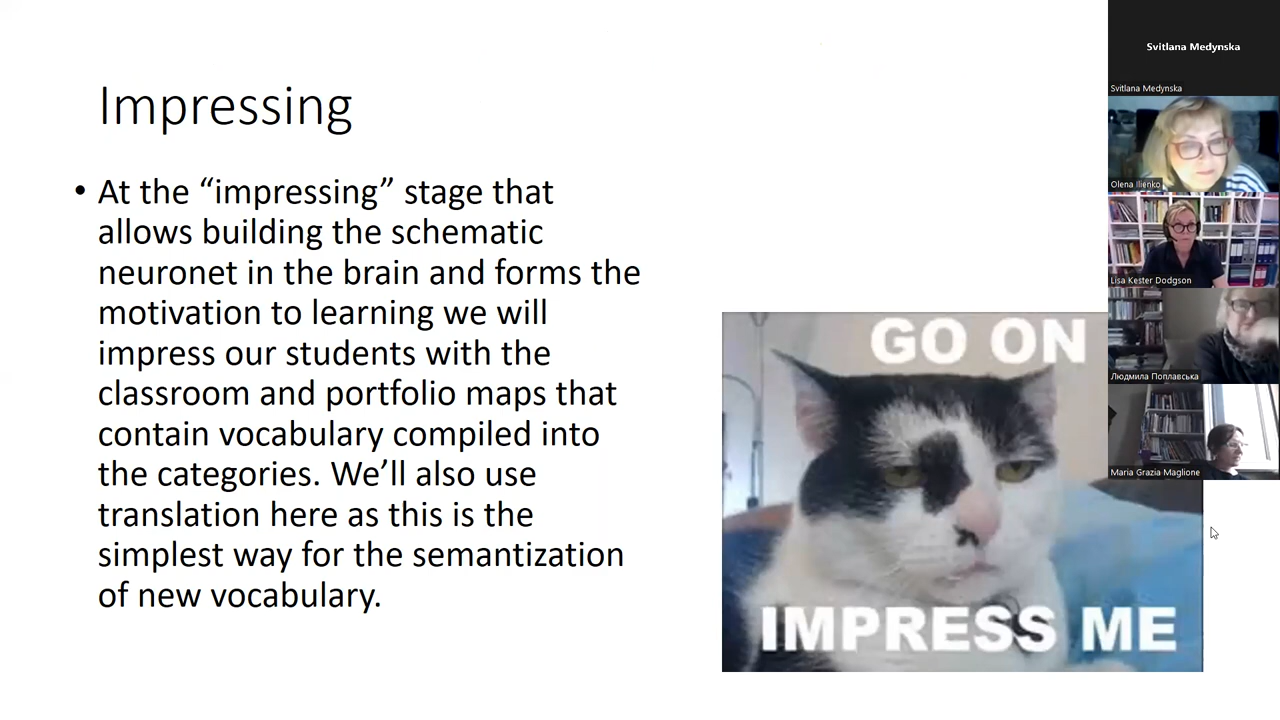 Impressing
• At the “impressing” stage that
allows building the schematic
neuronet in the brain and forms the
motivation to learning we will
impress our students with the
classroom and portfolio maps that
contain vocabulary compiled into
the categories. We’ll also use
translation here as this is the
simplest way for the semantization
of new vocabulary.
GO ON
IMPRESS ME
Svitlana Medynska
Svitlana Medynska
Olena Ilienko
Lisa Kester Dodgson
Людмила Поплавська
Maria Grazia Maglione